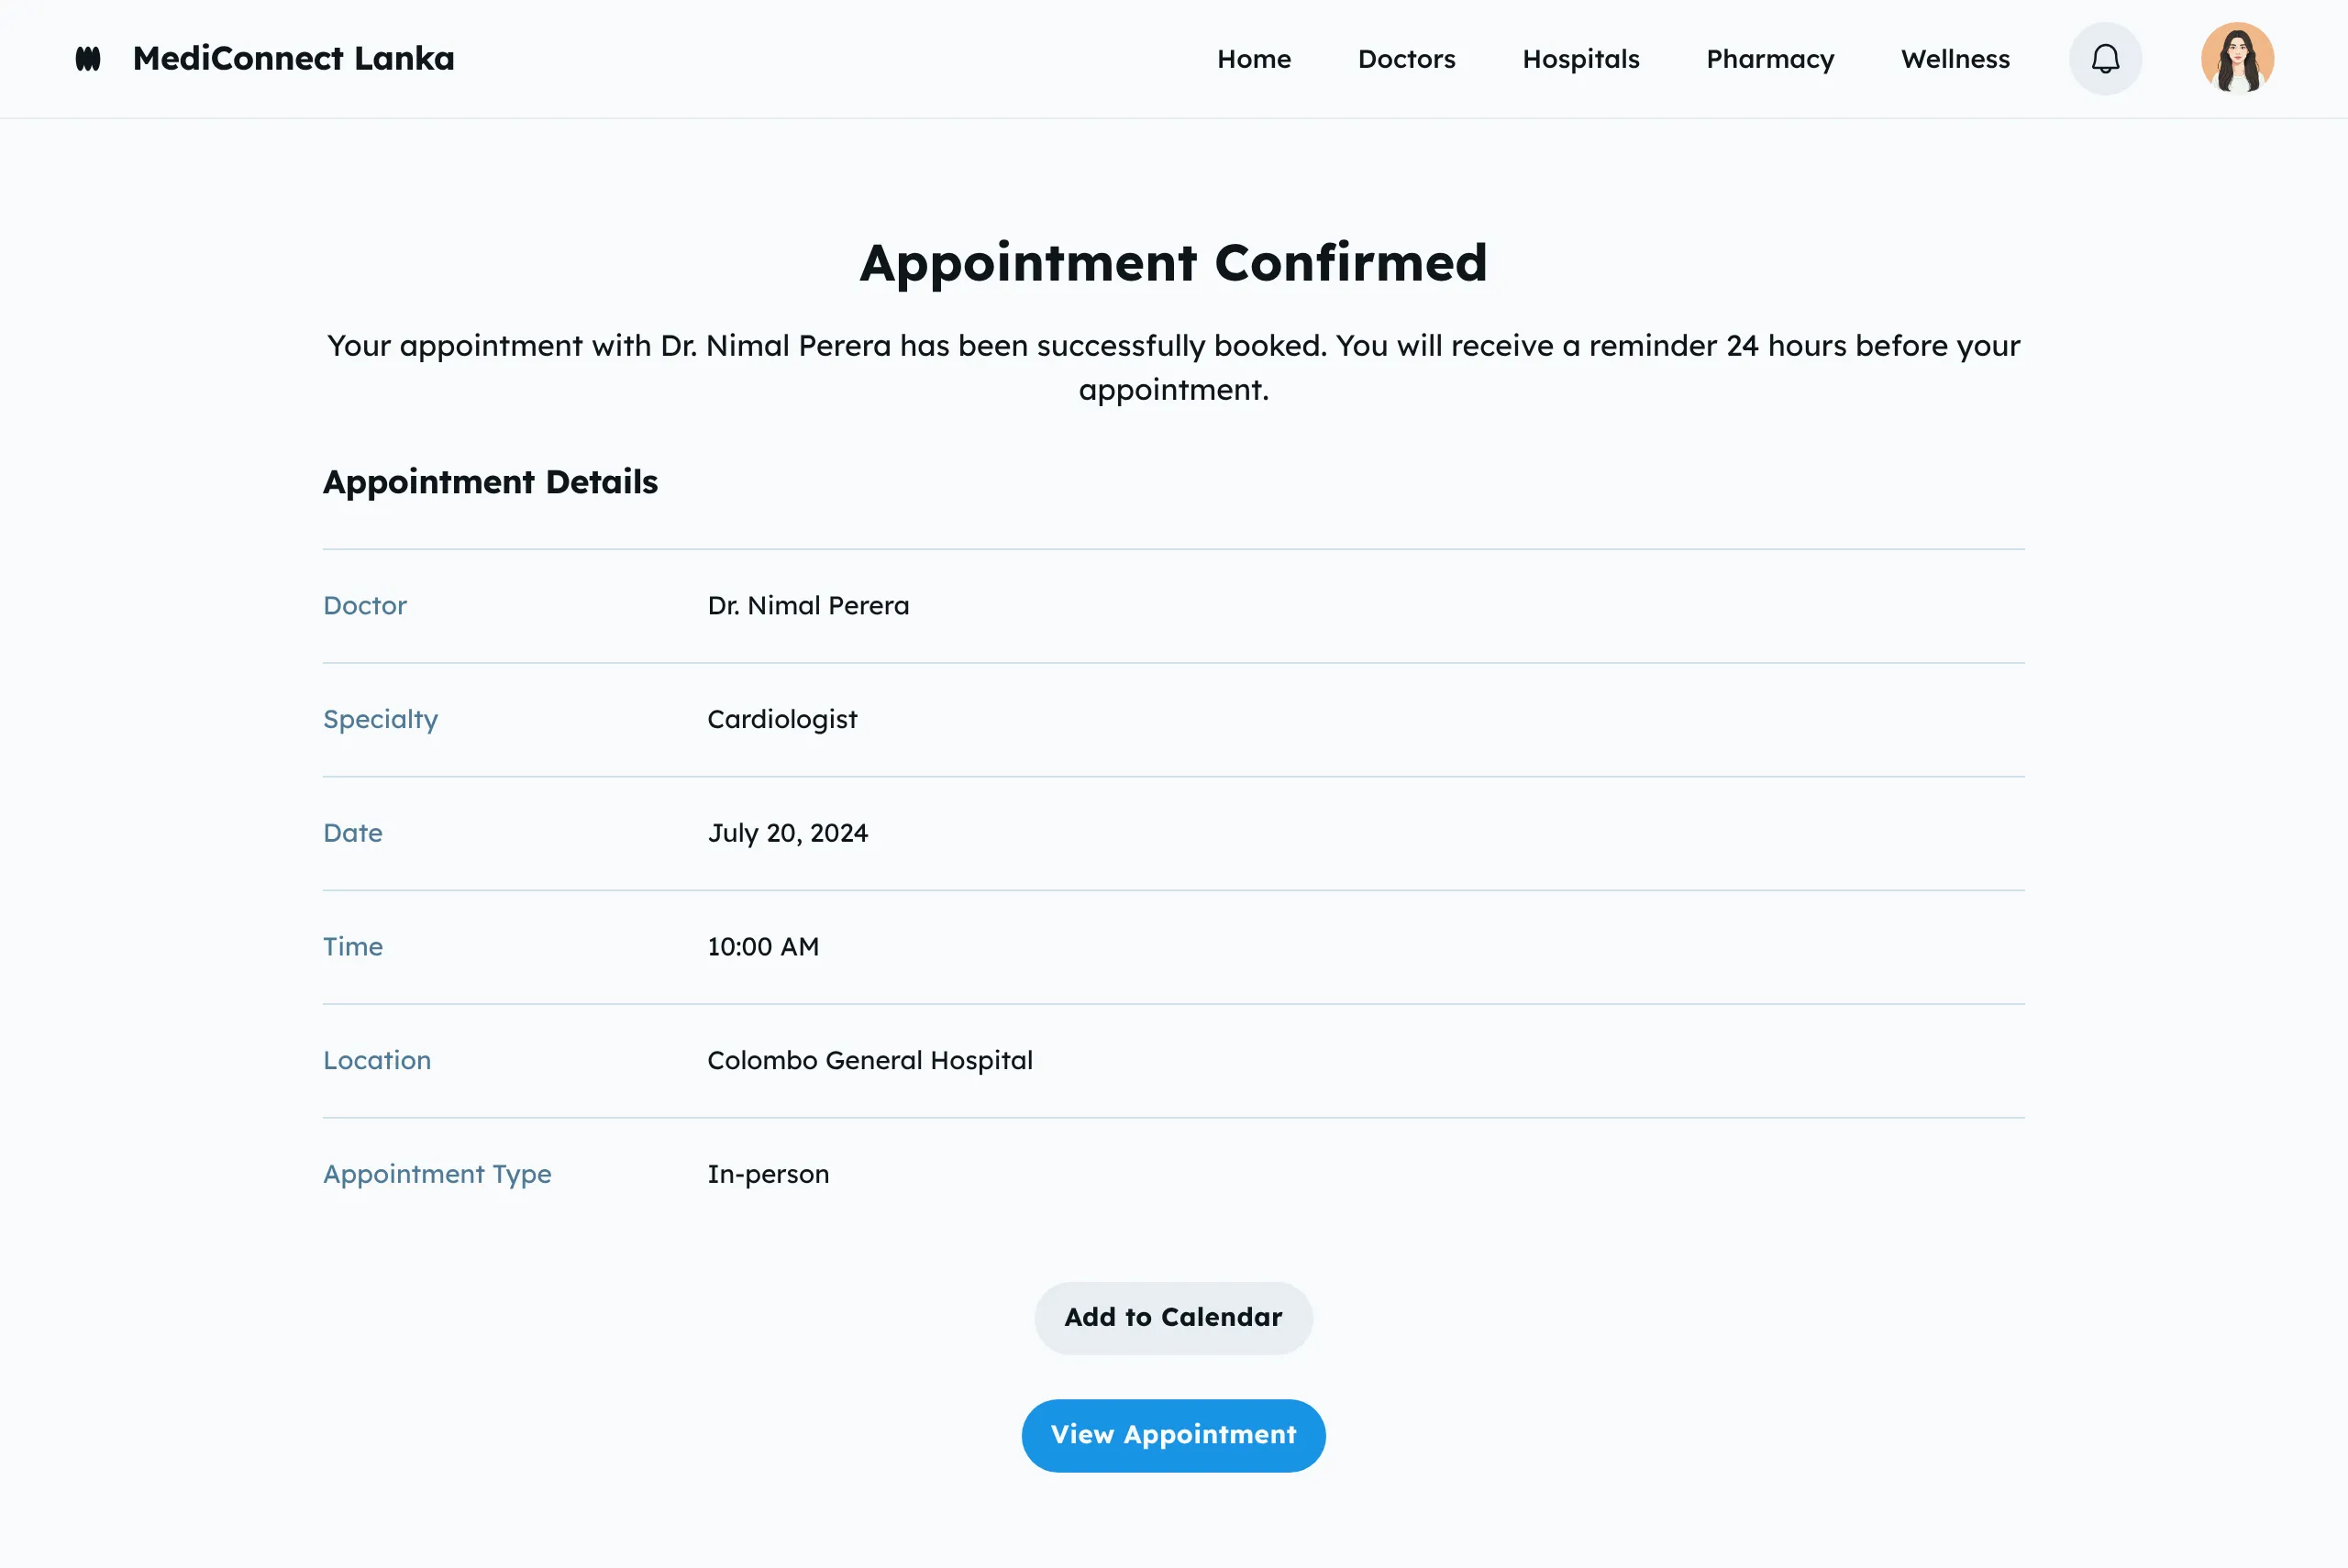 MediConnect Lanka
Home
Doctors
Hospitals
Pharmacy
Wellness
Appointment Confirmed
Your appointment with Dr. Nimal Perera has been successfully booked. You will receive a reminder 24 hours before your
appointment.
Appointment Details
Doctor Dr. Nimal Perera
Specialty Cardiologist
Date July 20, 2024
Time 10:00 AM
Location Colombo General Hospital
Appointment Type In-person
Add to Calendar
View Appointment